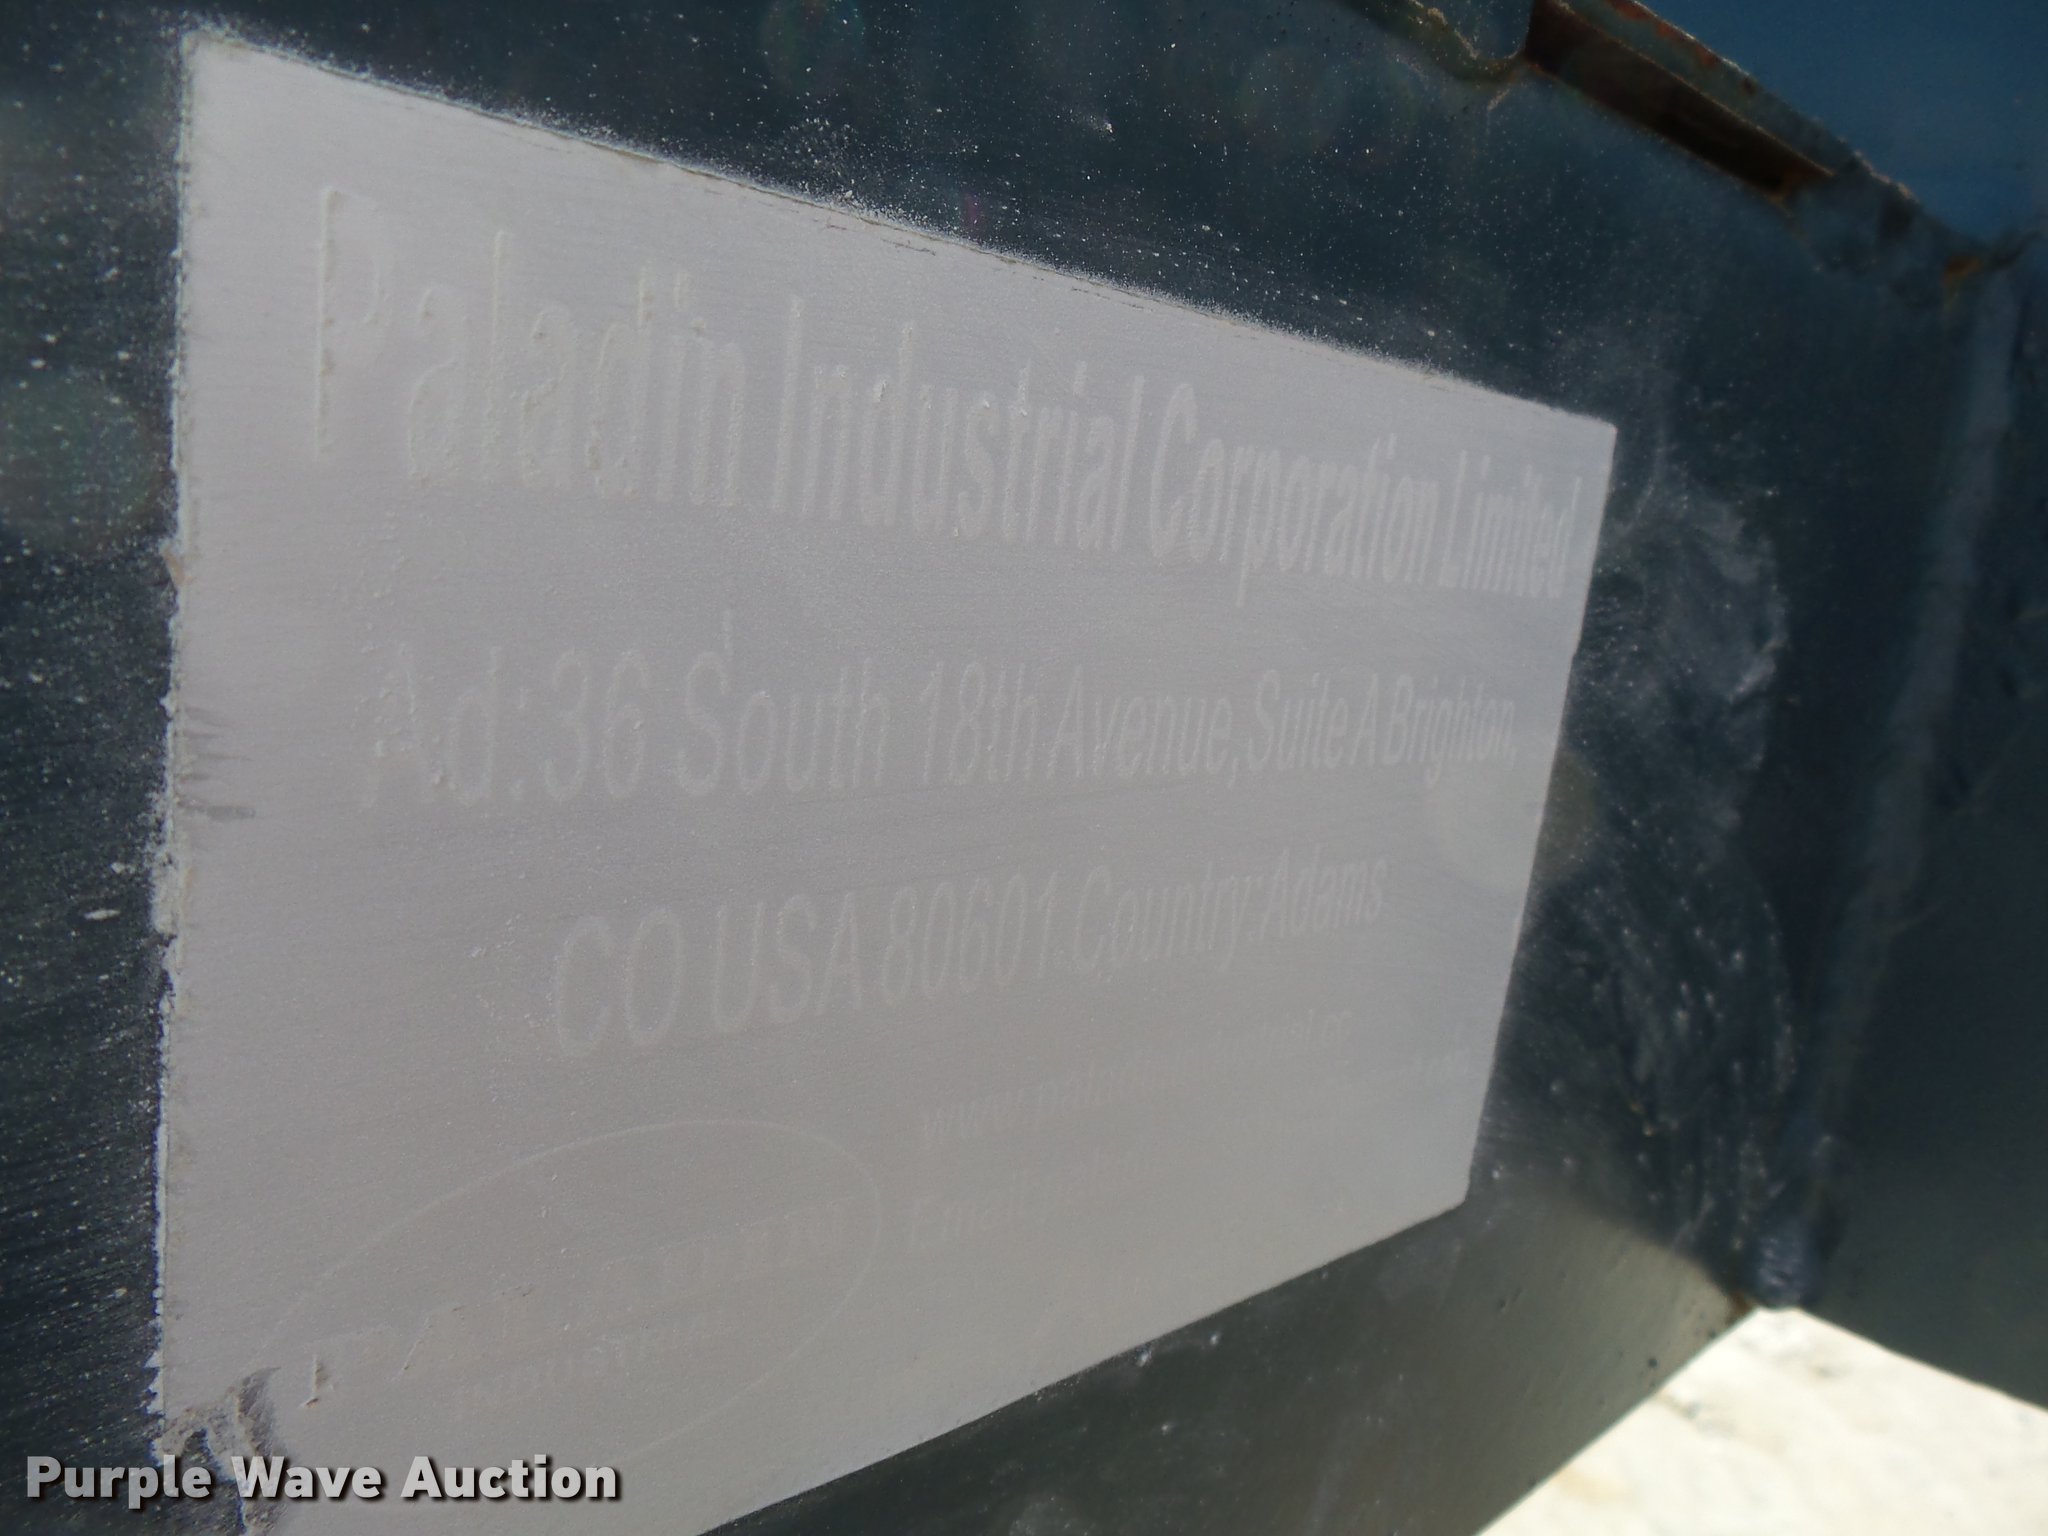 Paladin Industrial Corporation Limited
Ad:36 South 18th Avenue,Suite A Brighton,
CO USA 80601.Country:Adams
Email
Purple Wave Auction